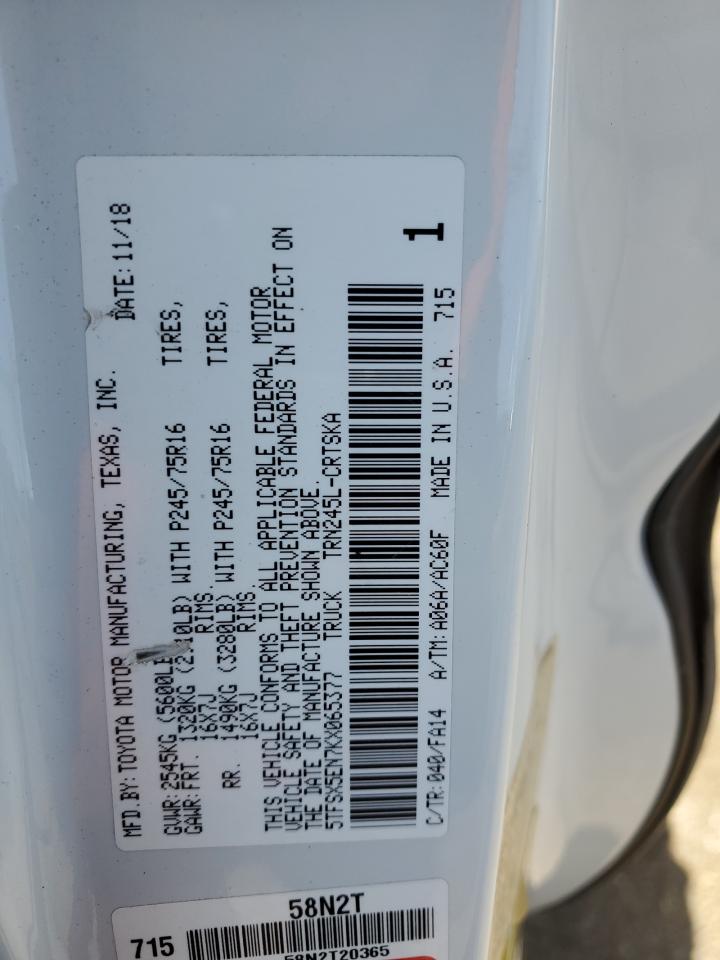 MFD. BY: TOYOTA MOTOR MANUFACTURING, TEXAS, INC. DATE: 11/18
GVWR: 2545KG (5600LB)
GAWR: FRT. 1320KG ( LB) WITH P245/75R16 TIRES,
16X7J RIMS.
RR. 1490KG (3280LB) WITH P245/75R16 TIRES,
16X7J RIMS.
THIS VEHICLE CONFORMS TO ALL APPLICABLE FEDERAL MOTOR
VEHICLE SAFETY AND THEFT PREVENTION STANDARDS IN EFFECT ON
THE DATE OF MANUFACTURE SHOWN ABOVE.
5TFSX5EN7KX065377 TRUCK TRN245L-CRTSKA
1
C/TR: 040/FA14 A/TM: A06A/AC60F MADE IN U.S.A. 715
58N2T
715
58N2T20365